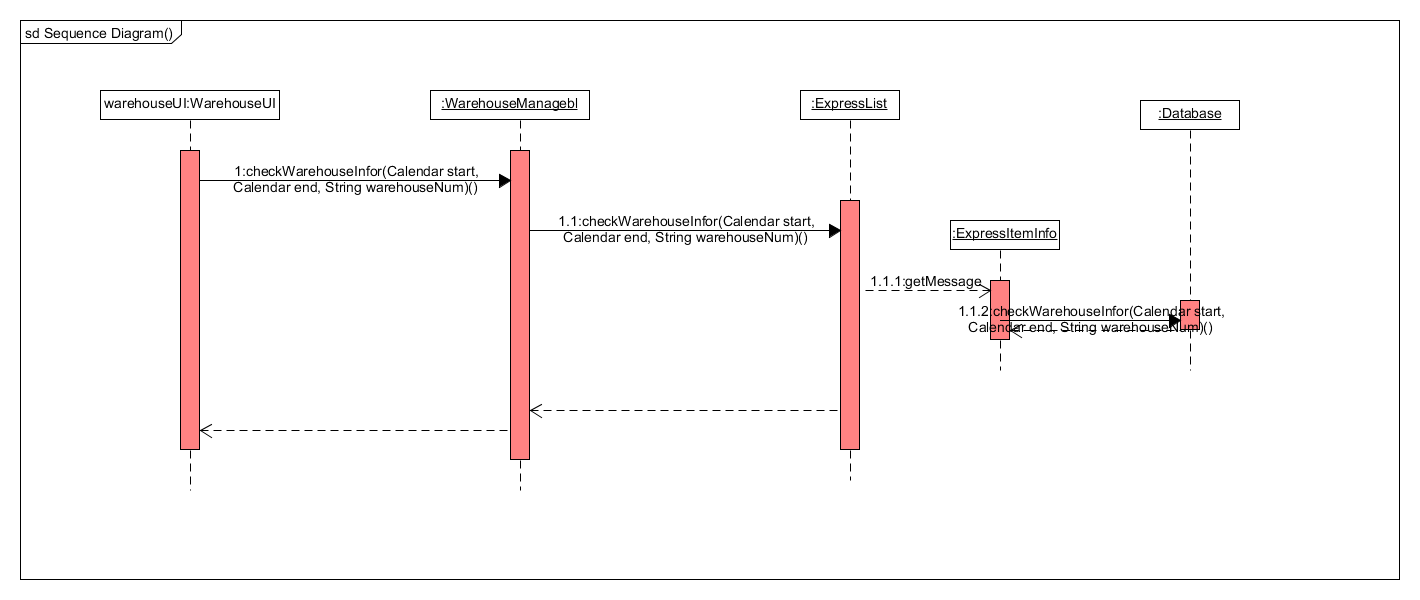 sd Sequence Diagram()
warehouseUI:WarehouseUI
:WarehouseManagebl
:ExpressList
:Database
1:checkWarehouseInfor(Calendar start,
Calendar end, String warehouseNum)()
1.1:checkWarehouseInfor(Calendar start,
Calendar end, String warehouseNum)()
:ExpressItemInfo
1.1.1:getMessage
1.1.2:checkWarehouseInfor(Calendar start,
Calendar end, String warehouseNum)()